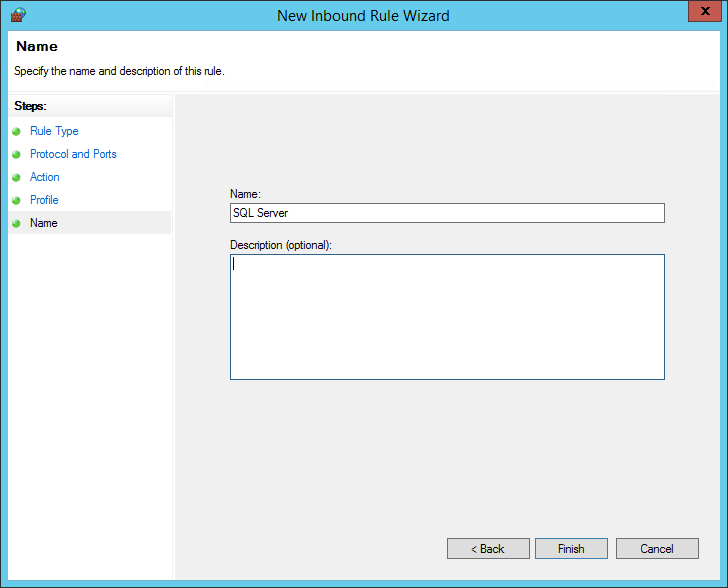 New Inbound Rule Wizard
x
Name
Specify the name and description of this rule.
Steps:
Rule Type
Protocol and Ports
Action
Profile
Name
Name:
SQL Server
Description (optional):
< Back
Finish
Cancel